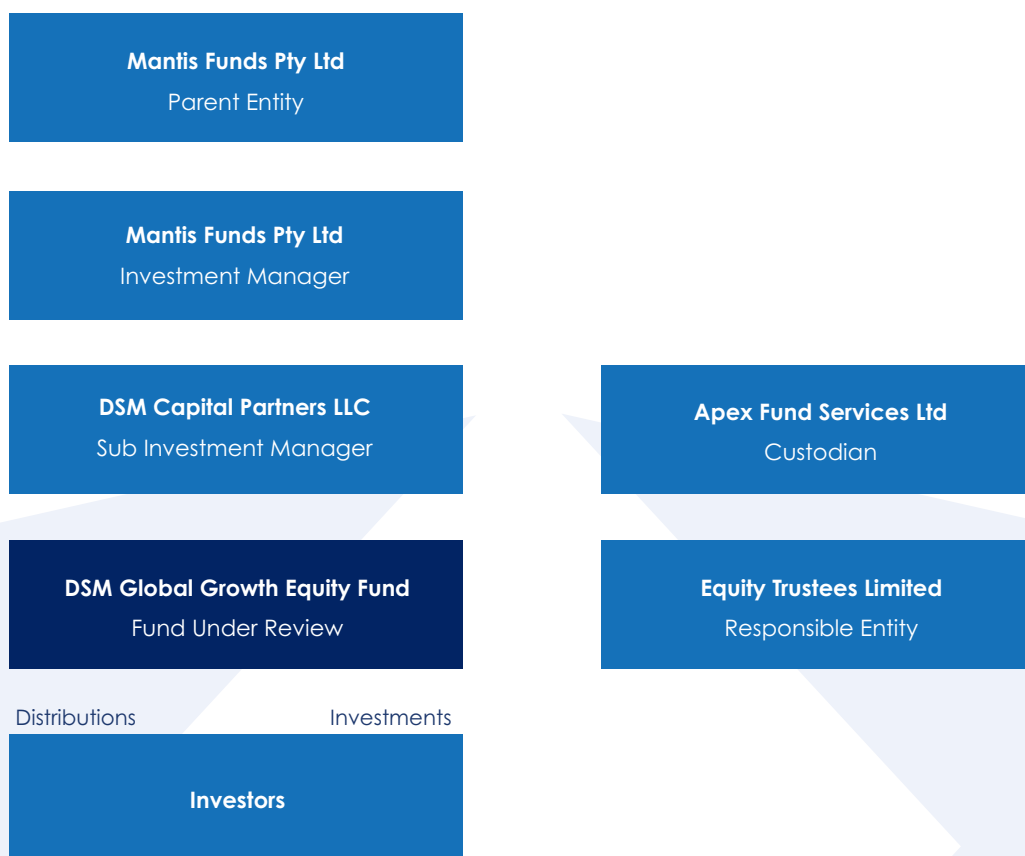 Mantis Funds Pty Ltd
Parent Entity
Mantis Funds Pty Ltd
Investment Manager
DSM Capital Partners LLC
Sub Investment Manager
Apex Fund Services Ltd
Custodian
DSM Global Growth Equity Fund
Fund Under Review
Equity Trustees Limited
Responsible Entity
Distributions
Investments
Investors